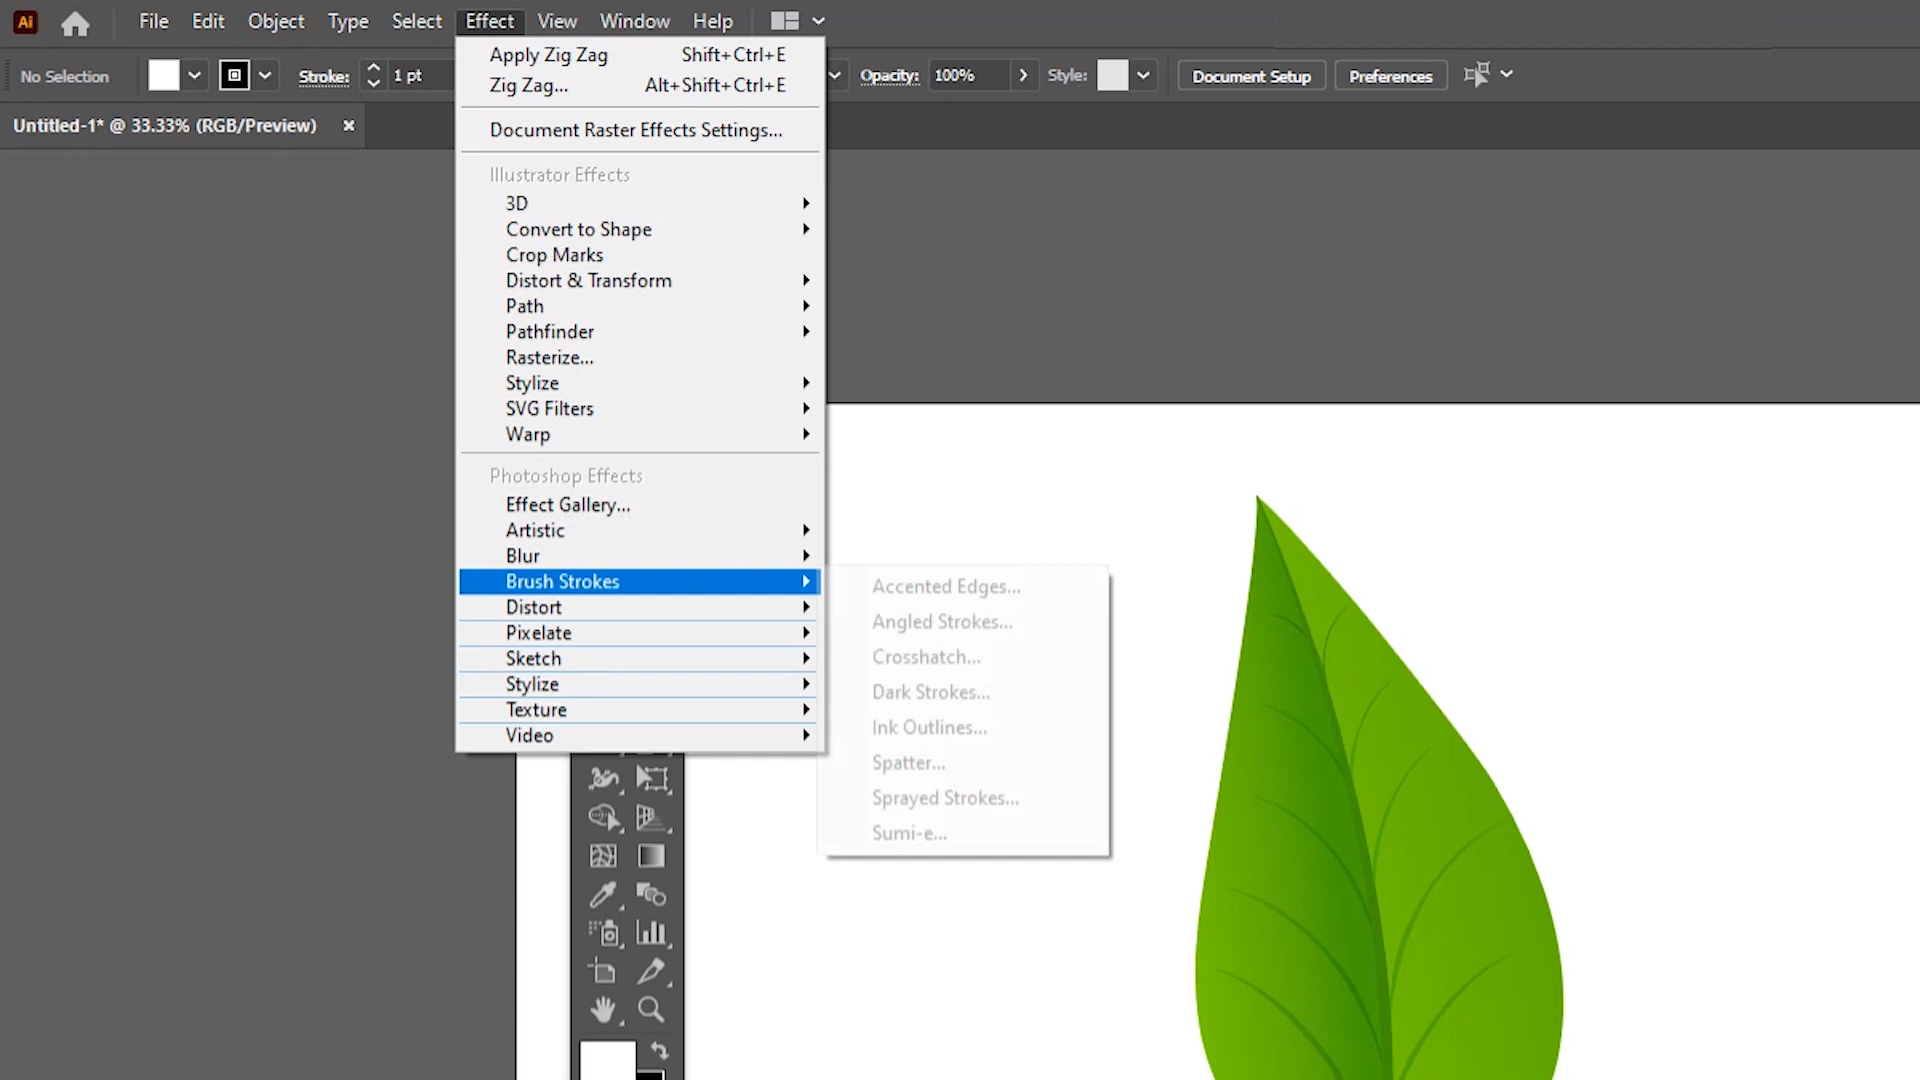 Ai File Edit Object Type Select Effect View Window Help
No Selection Stroke: 1 pt Opacity: 100% Style: Document Setup Preferences
Untitled-1* @ 33.33% (RGB/Preview) ×
Apply Zig Zag Shift+Ctrl+E
Zig Zag... Alt+Shift+Ctrl+E
Document Raster Effects Settings...
Illustrator Effects
3D
Convert to Shape
Crop Marks
Distort & Transform
Path
Pathfinder
Rasterize...
Stylize
SVG Filters
Warp
Photoshop Effects
Effect Gallery...
Artistic
Blur
Brush Strokes
Distort
Pixelate
Sketch
Stylize
Texture
Video
Accented Edges...
Angled Strokes...
Crosshatch...
Dark Strokes...
Ink Outlines...
Spatter...
Sprayed Strokes...
Sumi-e...